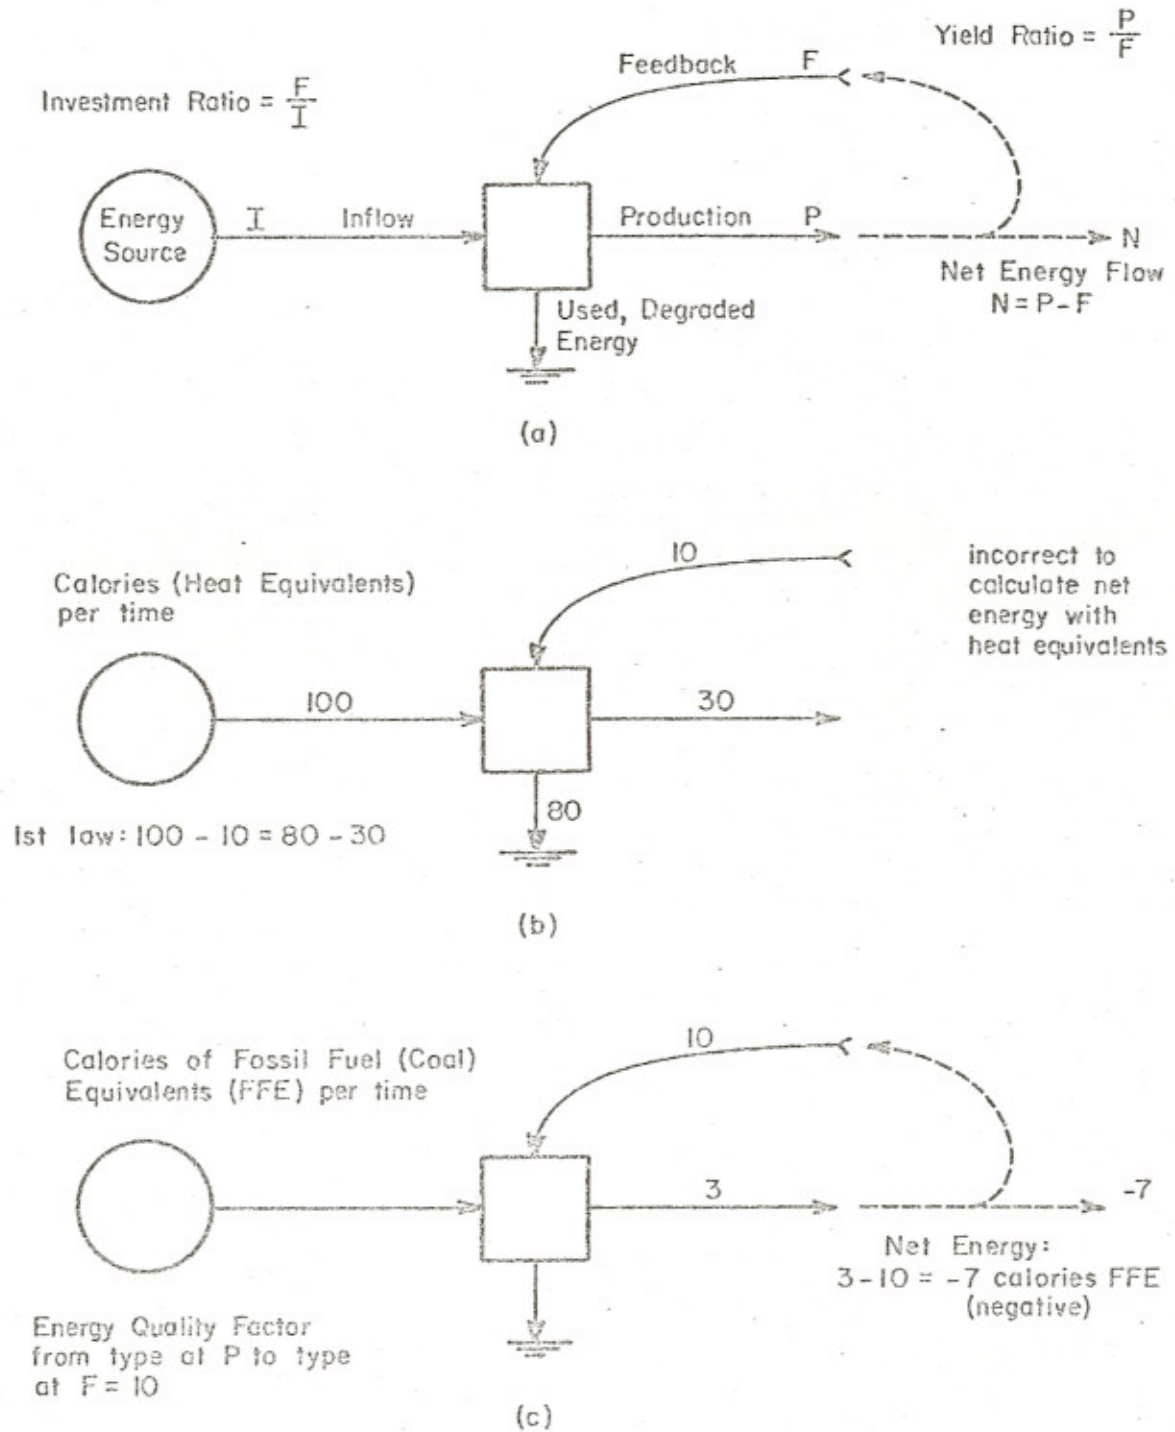 Yield Ratio = P/F
Feedback F
Investment Ratio = F/I
Energy
Source
I Inflow
Production P
N
Net Energy Flow
N = P - F
Used, Degraded
Energy
(a)
10
incorrect to
calculate net
energy with
heat equivalents
Calories (Heat Equivalents)
per time
100
30
80
1st law: 100 - 10 = 80 - 30
(b)
10
Calories of Fossil Fuel (Coal)
Equivalents (FFE) per time
3
-7
Net Energy:
3 - 10 = -7 calories FFE
(negative)
Energy Quality Factor
from type at P to type
at F = 10
(c)